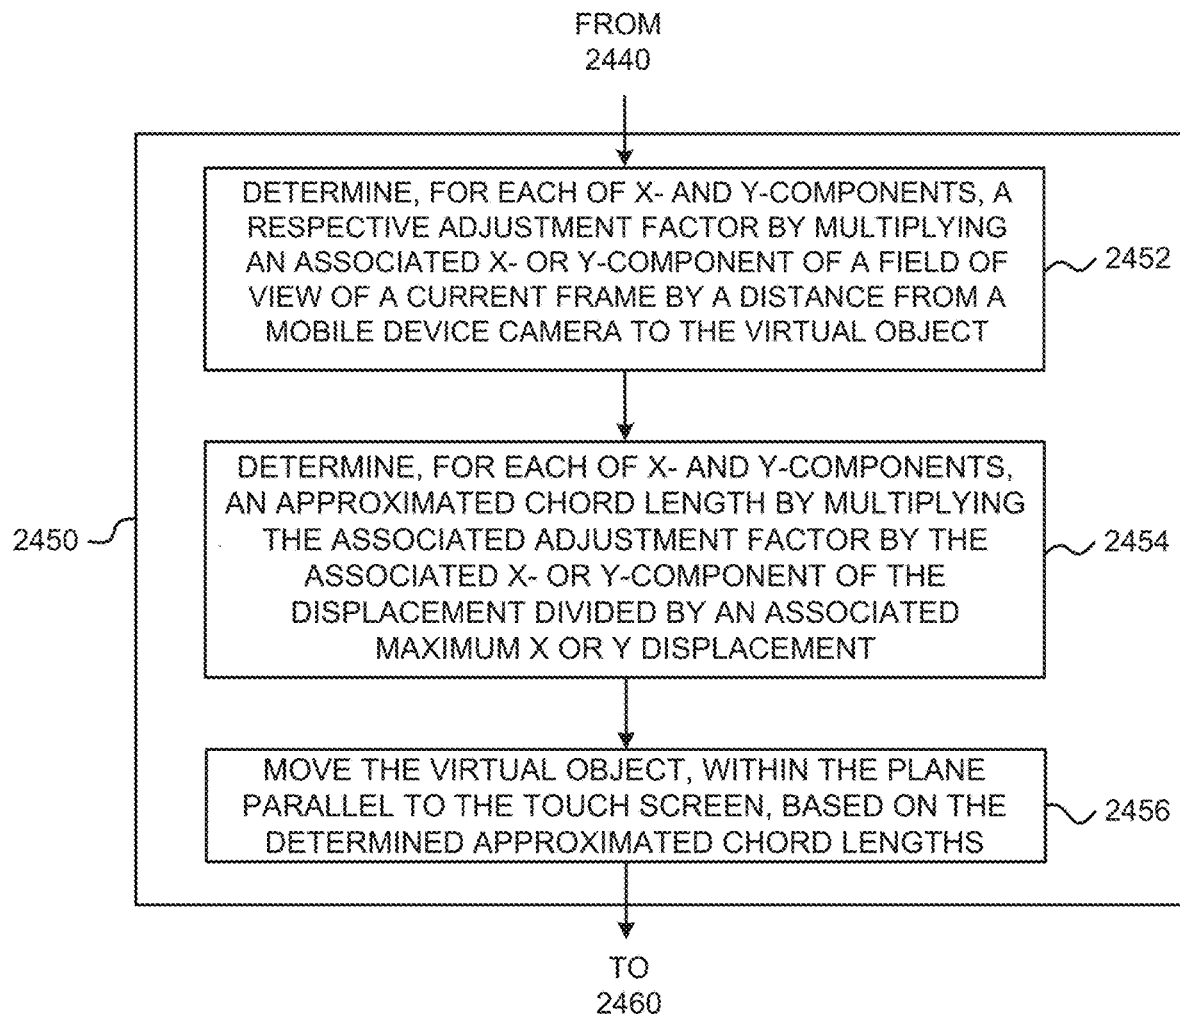 FROM
2440
DETERMINE, FOR EACH OF X- AND Y-COMPONENTS, A
RESPECTIVE ADJUSTMENT FACTOR BY MULTIPLYING
AN ASSOCIATED X- OR Y-COMPONENT OF A FIELD OF
VIEW OF A CURRENT FRAME BY A DISTANCE FROM A
MOBILE DEVICE CAMERA TO THE VIRTUAL OBJECT
2452
DETERMINE, FOR EACH OF X- AND Y-COMPONENTS,
AN APPROXIMATED CHORD LENGTH BY MULTIPLYING
THE ASSOCIATED ADJUSTMENT FACTOR BY THE
ASSOCIATED X- OR Y-COMPONENT OF THE
DISPLACEMENT DIVIDED BY AN ASSOCIATED
MAXIMUM X OR Y DISPLACEMENT
2450
2454
MOVE THE VIRTUAL OBJECT, WITHIN THE PLANE
PARALLEL TO THE TOUCH SCREEN, BASED ON THE
DETERMINED APPROXIMATED CHORD LENGTHS
2456
TO
2460